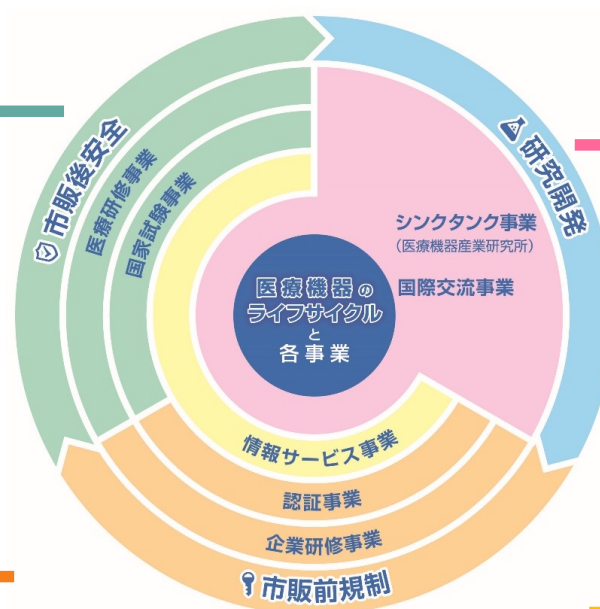 研究開発
シンクタンク事業
（医療機器産業研究所）
国際交流事業
市販後安全
医療研修事業
国家試験事業
医療機器の
ライフサイクル
と
各事業
情報サービス事業
認証事業
企業研修事業
市販前規制